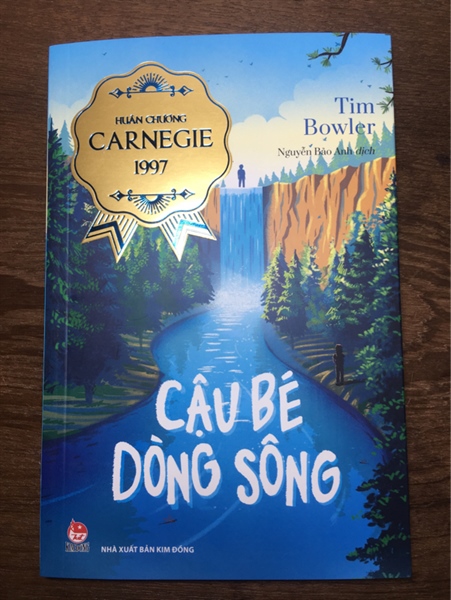 HUÂN CHƯƠNG
CARNEGIE
1997
Tim
Bowler
Nguyễn Bảo Anh dịch
CẬU BÉ
DÒNG SÔNG
NHÀ XUẤT BẢN KIM ĐỒNG